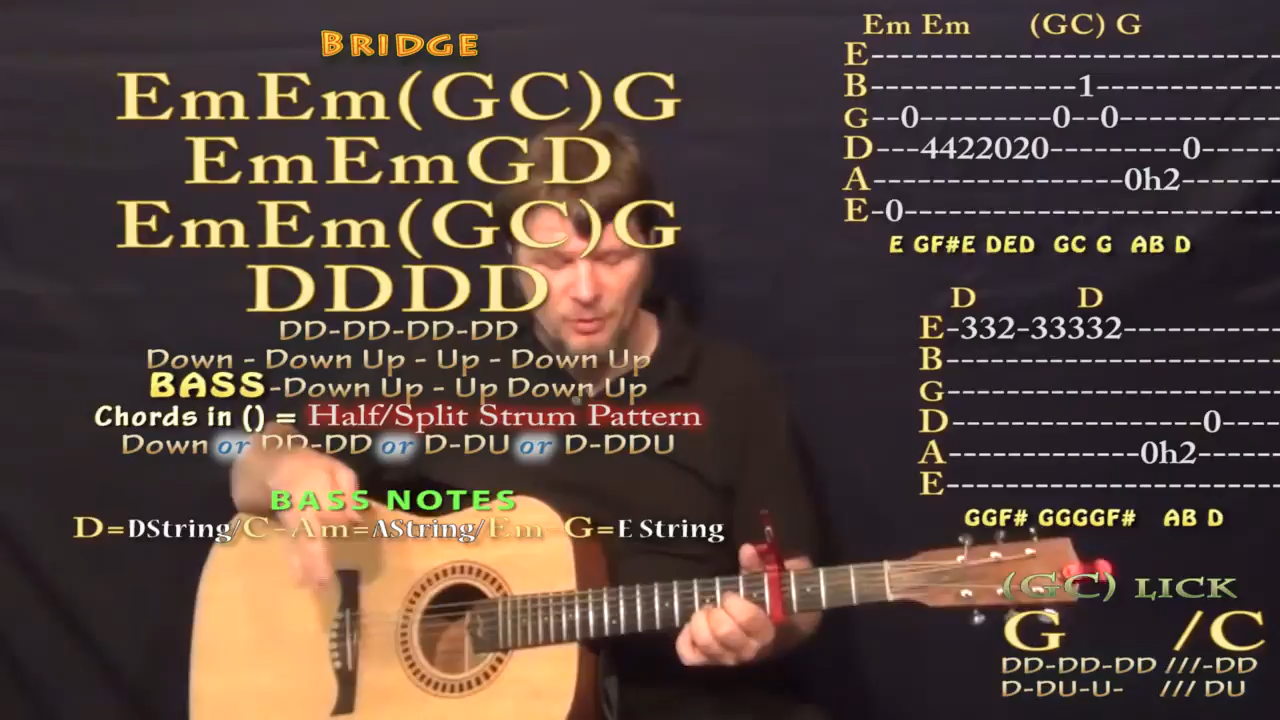 BRIDGE
EmEm(GC)G
EmEmGD
EmEm(GC)G
DDDD
DD-DD-DD-DD
Down - Down Up - Up - Down Up
BASS-Down Up - Up Down Up
Chords in () = Half/Split Strum Pattern
Down or DD-DD or D-DU or D-DDU
BASS NOTES
D=DString/C-Am=AString/Em-G=E String
Em Em (GC) G
E----------------------------------
B-------------------1--------------
G--0-------------0--0--------------
D---4422020----------0-------
A------------------------0h2-------
E-0--------------------------------
E GF#E DED GC G AB D
D D
E-332-33332---------------
B-------------------------
G-------------------------
D--------------------0----
A----------------0h2------
E-------------------------
GGF# GGGGF# AB D
(GC) LICK
G /C
DD-DD-DD ///-DD
D-DU-U- /// DU